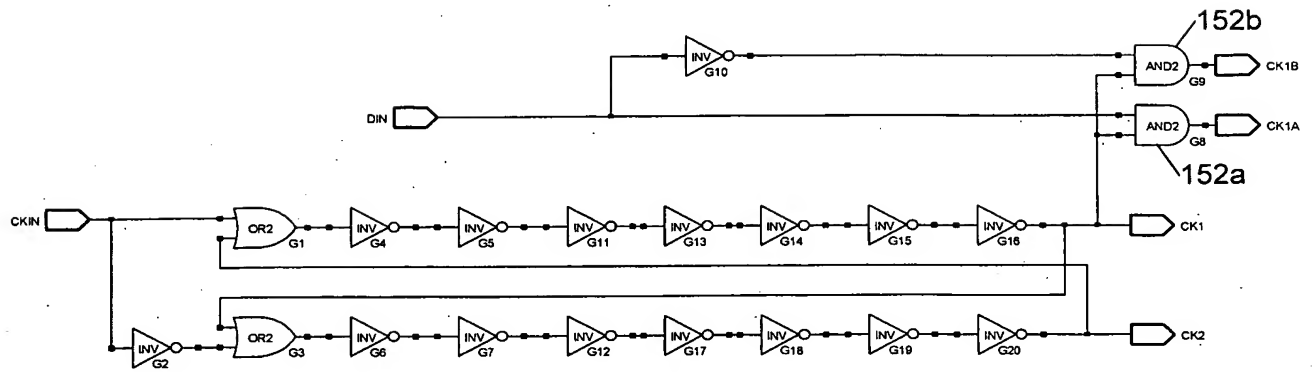 152b
INV
G10
AND2
G9
CK1B
DIN
AND2
G8
CK1A
152a
CKIN
OR2
G1
INV
G4
INV
G5
INV
G11
INV
G13
INV
G14
INV
G15
INV
G16
CK1
INV
G2
OR2
G3
INV
G6
INV
G7
INV
G12
INV
G17
INV
G18
INV
G19
INV
G20
CK2